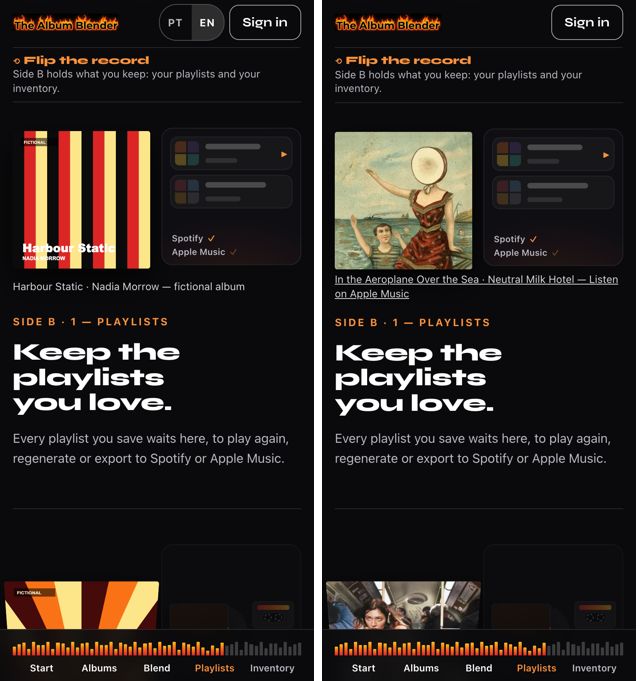 The Album Blender
PT
EN
Sign in
Flip the record
Side B holds what you keep: your playlists and your
inventory.
FICTIONAL
Harbour Static
NADIA MORROW
Spotify ✓
Apple Music ✓
Harbour Static · Nadia Morrow — fictional album
SIDE B · 1 — PLAYLISTS
Keep the
playlists
you love.
Every playlist you save waits here, to play again,
regenerate or export to Spotify or Apple Music.
FICTIONAL
Start
Albums
Blend
Playlists
Inventory
The Album Blender
Sign in
Flip the record
Side B holds what you keep: your playlists and your
inventory.
Spotify ✓
Apple Music ✓
In the Aeroplane Over the Sea · Neutral Milk Hotel — Listen
on Apple Music
SIDE B · 1 — PLAYLISTS
Keep the
playlists
you love.
Every playlist you save waits here, to play again,
regenerate or export to Spotify or Apple Music.
Start
Albums
Blend
Playlists
Inventory